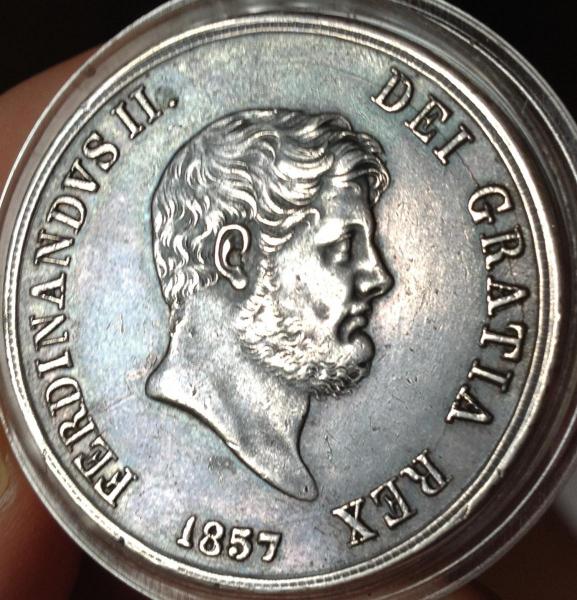 FERDINANDVS II. DEI GRATIA REX
1857